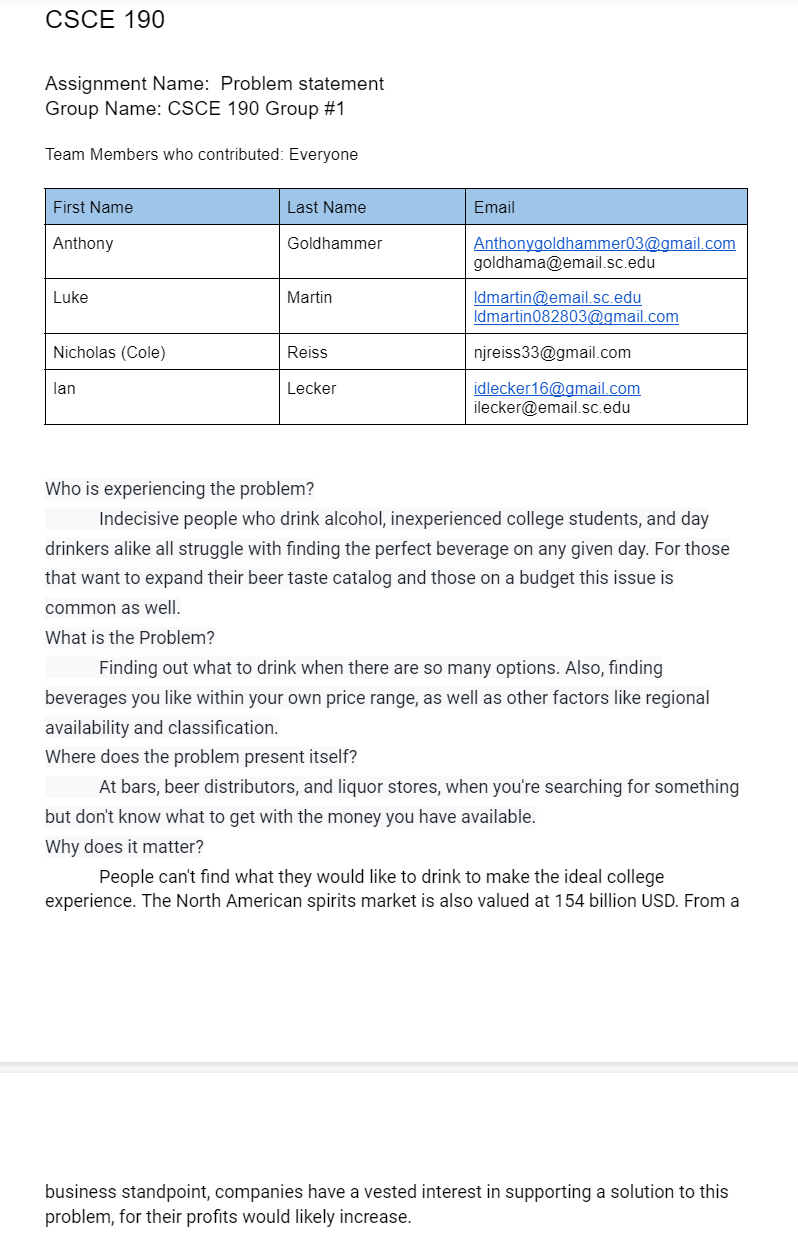 CSCE 190
Assignment Name: Problem statement
Group Name: CSCE 190 Group #1
Team Members who contributed: Everyone
First Name Last Name Email
Anthony Goldhammer Anthonygoldhammer03@gmail.com
goldhama@email.sc.edu
Luke Martin ldmartin@email.sc.edu
ldmartin082803@gmail.com
Nicholas (Cole) Reiss njreiss33@gmail.com
Ian Lecker idlecker16@gmail.com
ilecker@email.sc.edu
Who is experiencing the problem?
Indecisive people who drink alcohol, inexperienced college students, and day
drinkers alike all struggle with finding the perfect beverage on any given day. For those
that want to expand their beer taste catalog and those on a budget this issue is
common as well.
What is the Problem?
Finding out what to drink when there are so many options. Also, finding
beverages you like within your own price range, as well as other factors like regional
availability and classification.
Where does the problem present itself?
At bars, beer distributors, and liquor stores, when you're searching for something
but don't know what to get with the money you have available.
Why does it matter?
People can't find what they would like to drink to make the ideal college
experience. The North American spirits market is also valued at 154 billion USD. From a
business standpoint, companies have a vested interest in supporting a solution to this
problem, for their profits would likely increase.